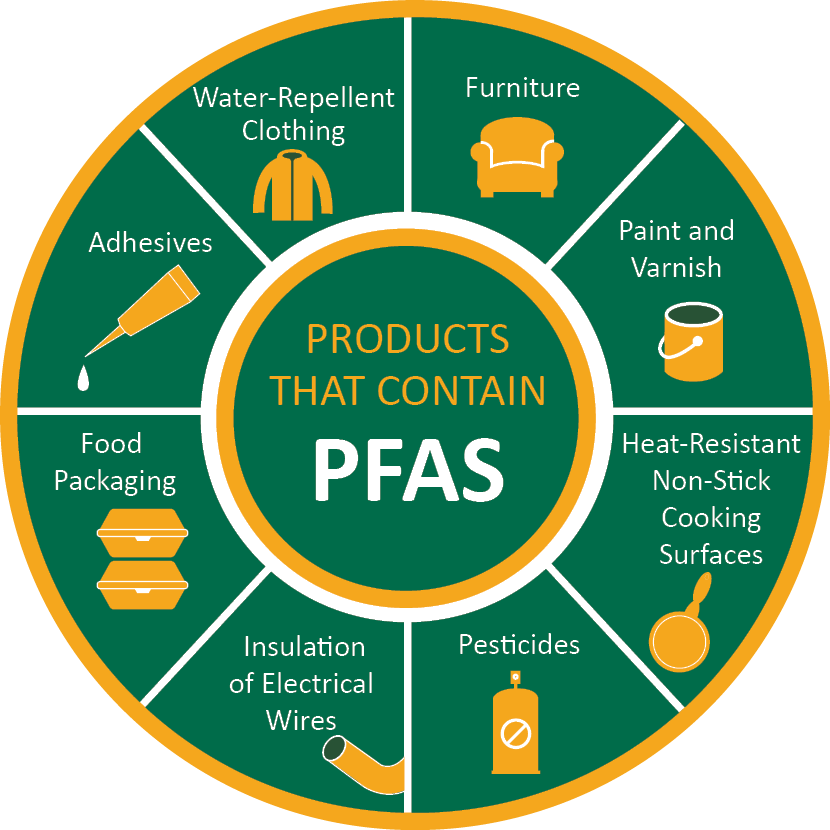 PRODUCTS
THAT CONTAIN
PFAS
Furniture
Paint and
Varnish
Heat-Resistant
Non-Stick
Cooking
Surfaces
Pesticides
Insulation
of Electrical
Wires
Food
Packaging
Adhesives
Water-Repellent
Clothing